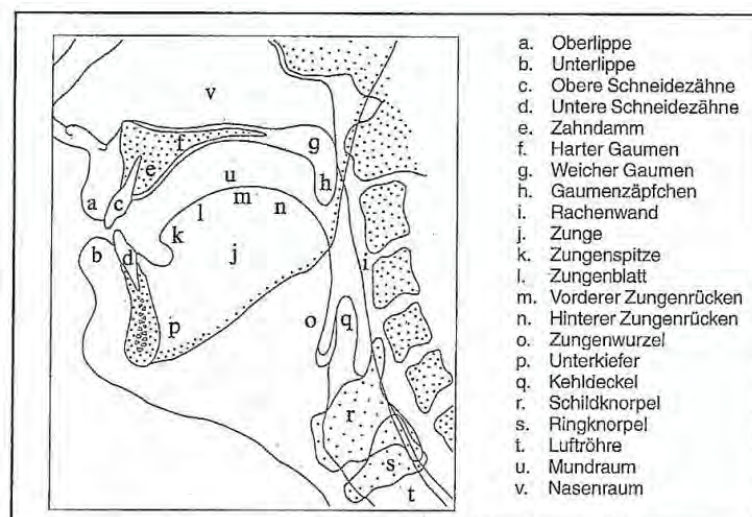 v
f
g
e
h
u
a
c
l
m
n
k
b
d
j
i
p
o
q
r
s
t
a. Oberlippe
b. Unterlippe
c. Obere Schneidezähne
d. Untere Schneidezähne
e. Zahndamm
f. Harter Gaumen
g. Weicher Gaumen
h. Gaumenzäpfchen
i. Rachenwand
j. Zunge
k. Zungenspitze
l. Zungenblatt
m. Vorderer Zungenrücken
n. Hinterer Zungenrücken
o. Zungenwurzel
p. Unterkiefer
q. Kehldeckel
r. Schildknorpel
s. Ringknorpel
t. Luftröhre
u. Mundraum
v. Nasenraum